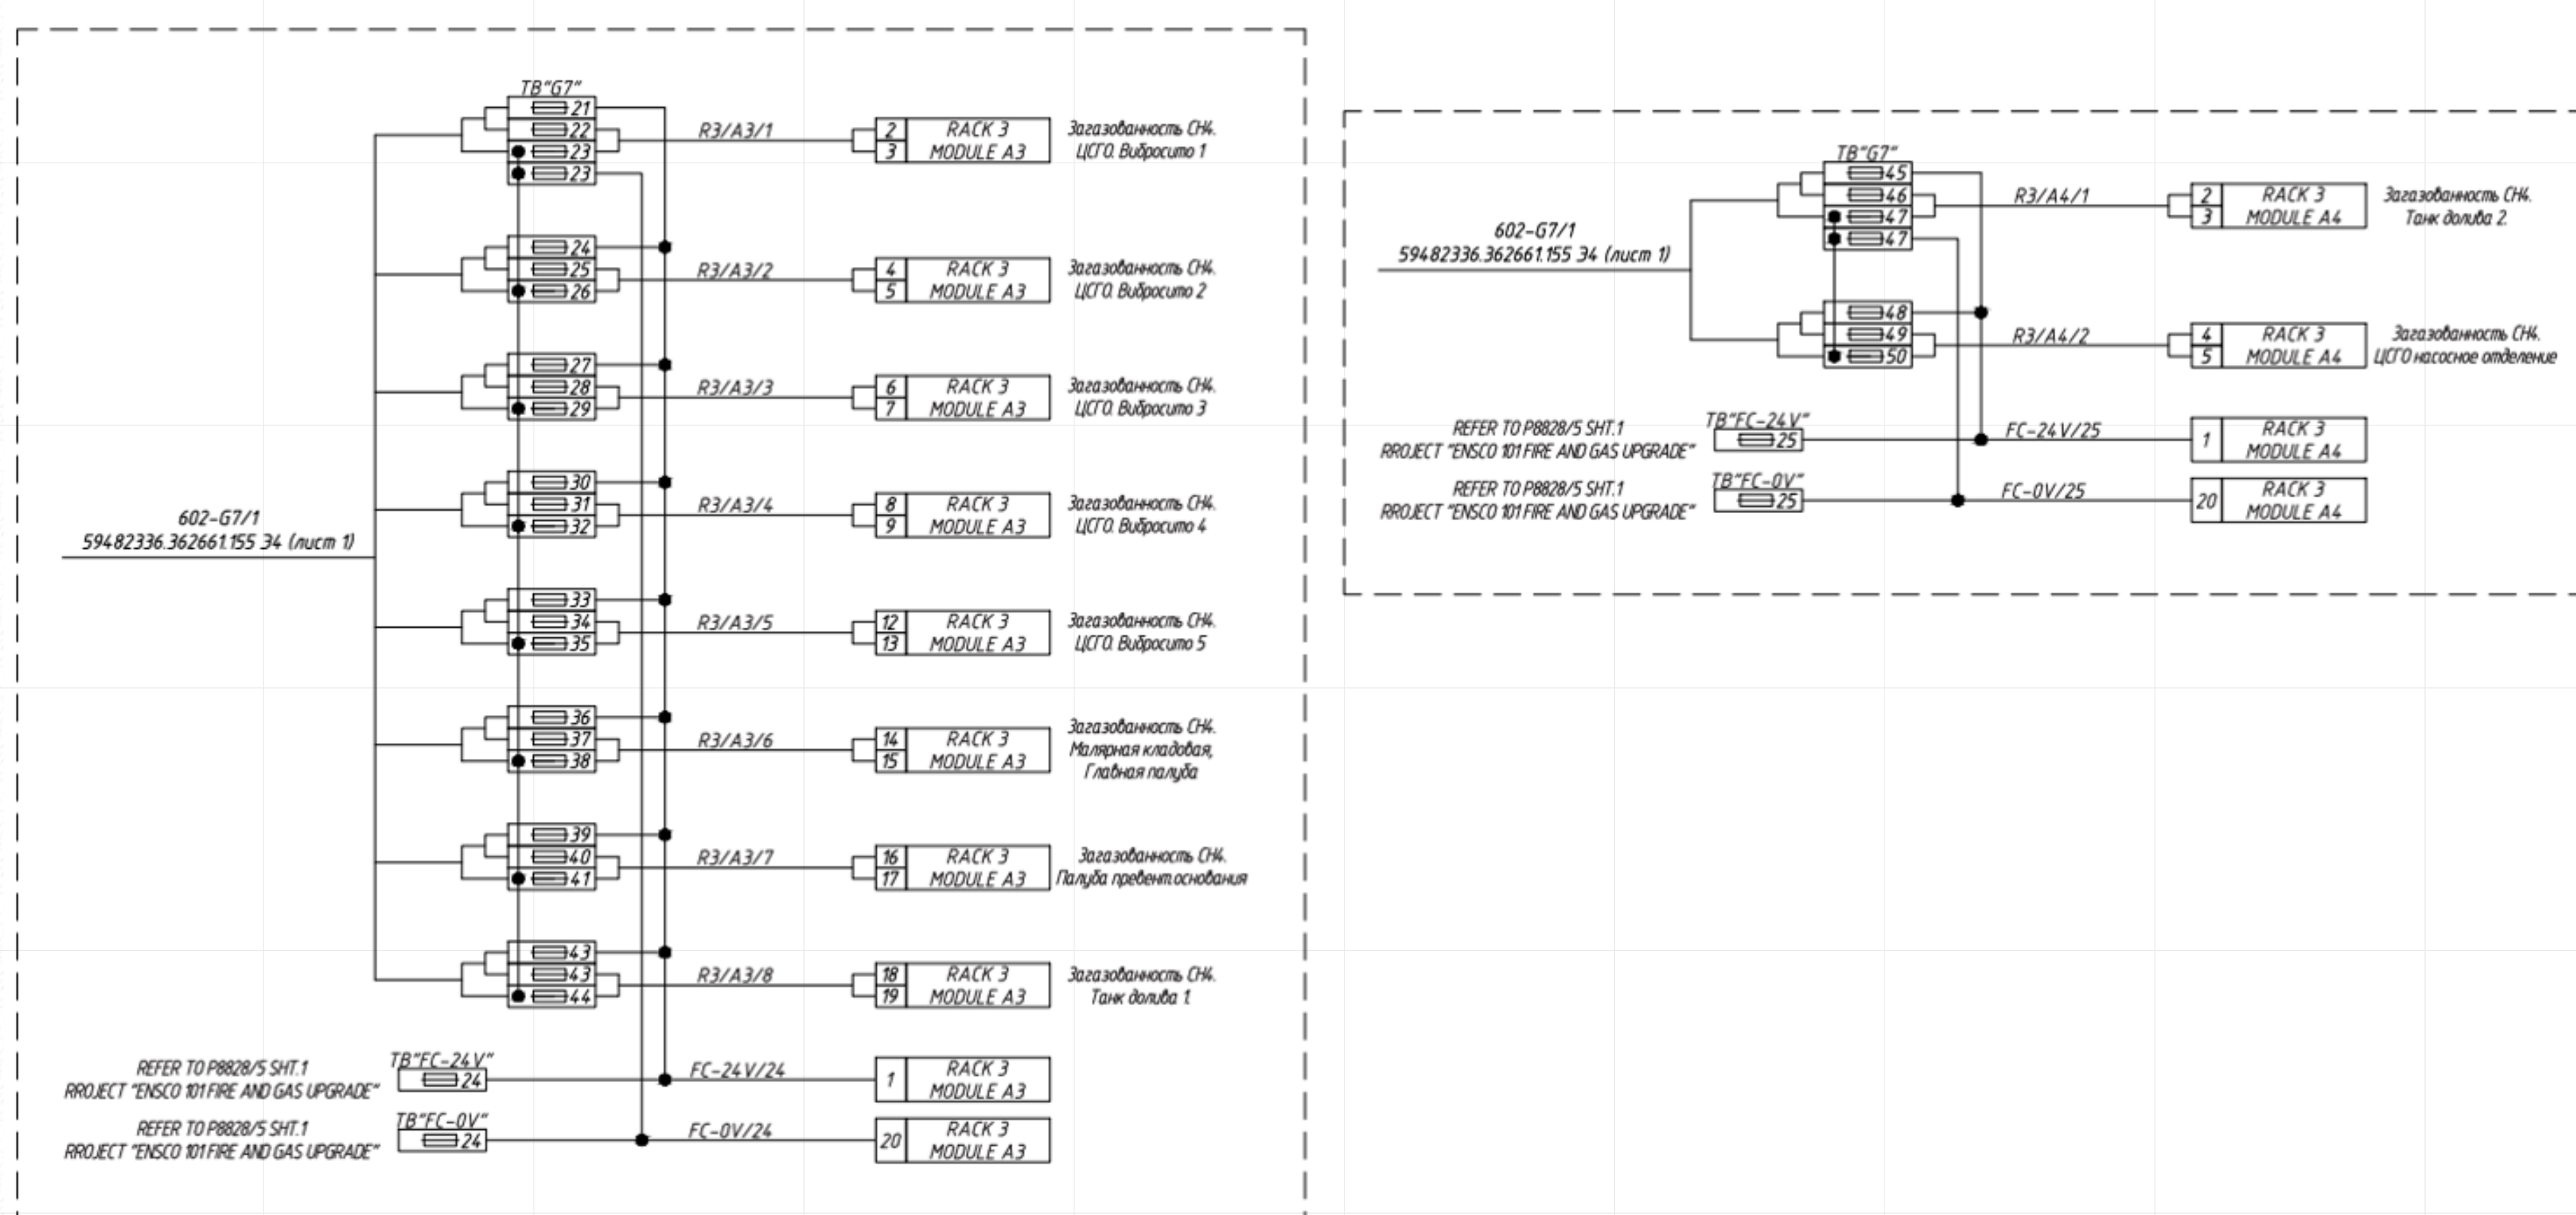 TB"G7"
21
22
23
23
R3/A3/1
2
3
RACK 3
MODULE A3
Загазованность CH4.
ЦСГО. Вибросито 1
24
25
26
R3/A3/2
4
5
RACK 3
MODULE A3
Загазованность CH4.
ЦСГО. Вибросито 2
27
28
29
R3/A3/3
6
7
RACK 3
MODULE A3
Загазованность CH4.
ЦСГО. Вибросито 3
30
31
32
R3/A3/4
8
9
RACK 3
MODULE A3
Загазованность CH4.
ЦСГО. Вибросито 4
602-G7/1
59482336.362661.155 Э4 (лист 1)
33
34
35
R3/A3/5
12
13
RACK 3
MODULE A3
Загазованность CH4.
ЦСГО. Вибросито 5
36
37
38
R3/A3/6
14
15
RACK 3
MODULE A3
Загазованность CH4.
Малярная кладовая,
Главная палуба
39
40
41
R3/A3/7
16
17
RACK 3
MODULE A3
Загазованность CH4.
Палуба превент.основания
43
43
44
R3/A3/8
18
19
RACK 3
MODULE A3
Загазованность CH4.
Танк долива 1.
REFER TO P8828/5 SHT.1
RROJECT "ENSCO 101 FIRE AND GAS UPGRADE"
TB"FC-24V"
24
FC-24V/24
1
RACK 3
MODULE A3
REFER TO P8828/5 SHT.1
RROJECT "ENSCO 101 FIRE AND GAS UPGRADE"
TB"FC-0V"
24
FC-0V/24
20
RACK 3
MODULE A3
TB"G7"
45
46
47
47
R3/A4/1
2
3
RACK 3
MODULE A4
Загазованность CH4.
Танк долива 2.
602-G7/1
59482336.362661.155 Э4 (лист 1)
48
49
50
R3/A4/2
4
5
RACK 3
MODULE A4
Загазованность CH4.
ЦСГО насосное отделение
REFER TO P8828/5 SHT.1
RROJECT "ENSCO 101 FIRE AND GAS UPGRADE"
TB"FC-24V"
25
FC-24V/25
1
RACK 3
MODULE A4
REFER TO P8828/5 SHT.1
RROJECT "ENSCO 101 FIRE AND GAS UPGRADE"
TB"FC-0V"
25
FC-0V/25
20
RACK 3
MODULE A4